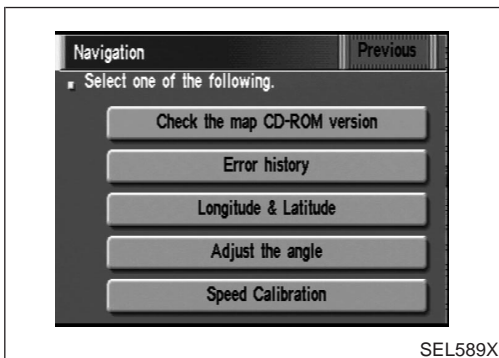 Navigation
Previous
Select one of the following.
Check the map CD-ROM version
Error history
Longitude & Latitude
Adjust the angle
Speed Calibration
SEL589X